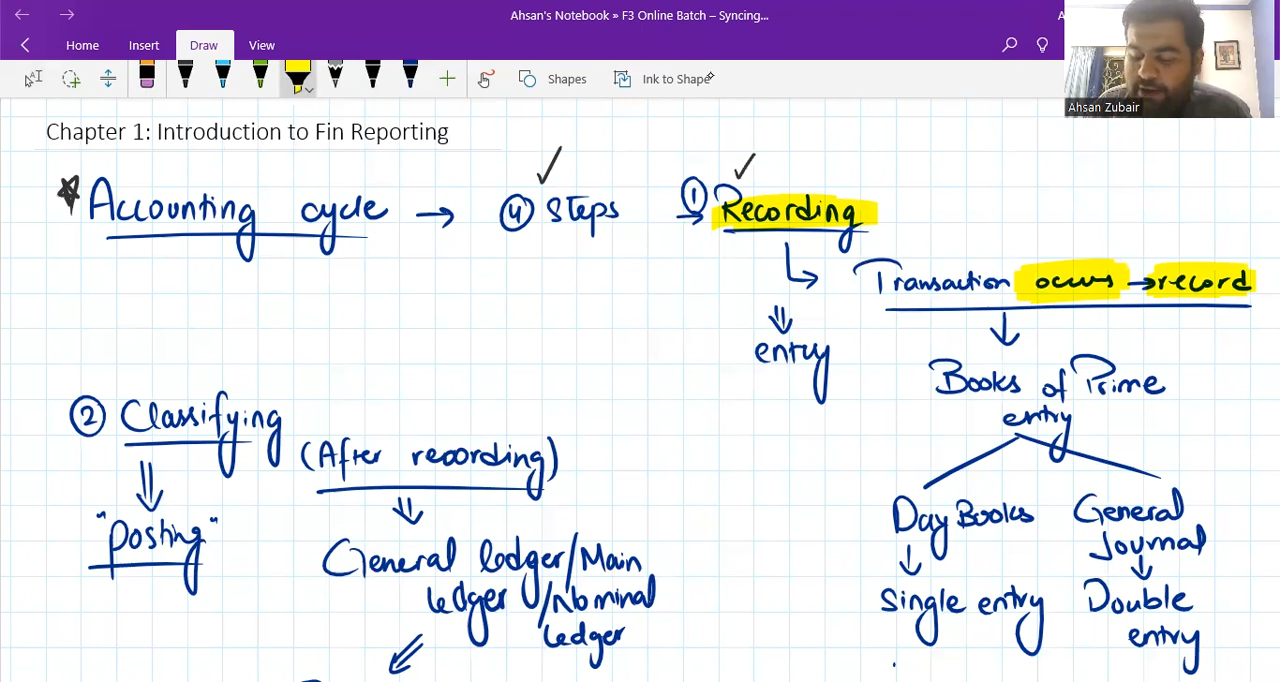 Ahsan's Notebook » F3 Online Batch – Syncing...
A
Home Insert Draw View
Shapes Ink to Shape
Ahsan Zubair
Chapter 1: Introduction to Fin Reporting
Accounting cycle → ④ Steps ① Recording
Transaction occurs → record
entry
Books of Prime
entry
② Classifying
(After recording)
"posting"
Day Books General
Journal
General ledger/Main
ledger/Nominal
ledger
Single entry Double
entry